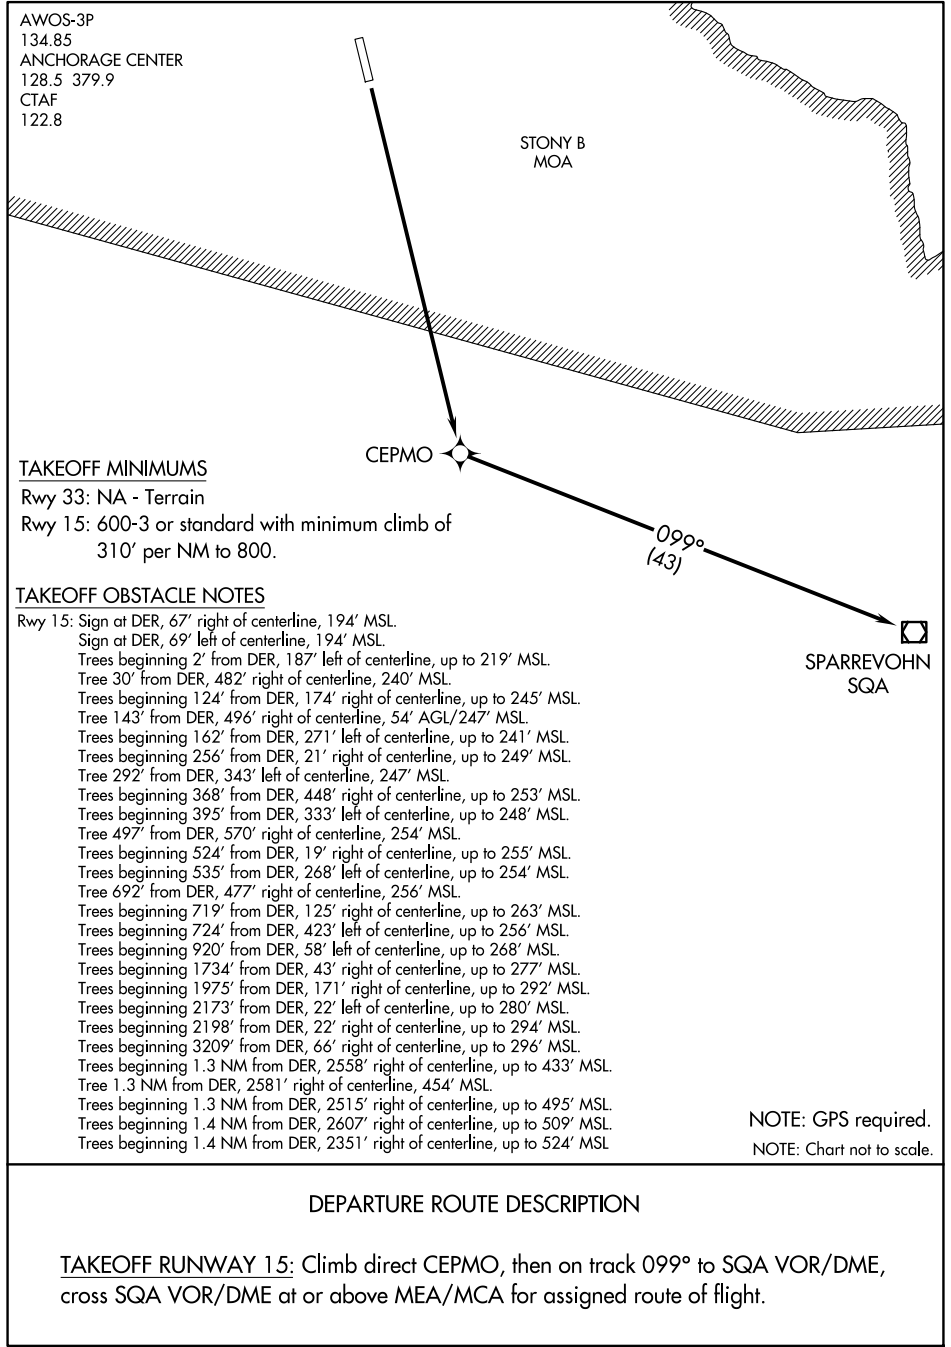 AWOS-3P
134.85
ANCHORAGE CENTER
128.5 379.9
CTAF
122.8
STONY B
MOA
CEPMO
099°
(43)
SPARREVOHN
SQA
TAKEOFF MINIMUMS
Rwy 33: NA - Terrain
Rwy 15: 600-3 or standard with minimum climb of
310′ per NM to 800.
TAKEOFF OBSTACLE NOTES
Rwy 15: Sign at DER, 67′ right of centerline, 194′ MSL.
Sign at DER, 69′ left of centerline, 194′ MSL.
Trees beginning 2′ from DER, 187′ left of centerline, up to 219′ MSL.
Tree 30′ from DER, 482′ right of centerline, 240′ MSL.
Trees beginning 124′ from DER, 174′ right of centerline, up to 245′ MSL.
Tree 143′ from DER, 496′ right of centerline, 54′ AGL/247′ MSL.
Trees beginning 162′ from DER, 271′ left of centerline, up to 241′ MSL.
Trees beginning 256′ from DER, 21′ right of centerline, up to 249′ MSL.
Tree 292′ from DER, 343′ left of centerline, 247′ MSL.
Trees beginning 368′ from DER, 448′ right of centerline, up to 253′ MSL.
Trees beginning 395′ from DER, 333′ left of centerline, up to 248′ MSL.
Tree 497′ from DER, 570′ right of centerline, 254′ MSL.
Trees beginning 524′ from DER, 19′ right of centerline, up to 255′ MSL.
Trees beginning 535′ from DER, 268′ left of centerline, up to 254′ MSL.
Tree 692′ from DER, 477′ right of centerline, 256′ MSL.
Trees beginning 719′ from DER, 125′ right of centerline, up to 263′ MSL.
Trees beginning 724′ from DER, 423′ left of centerline, up to 256′ MSL.
Trees beginning 920′ from DER, 58′ left of centerline, up to 268′ MSL.
Trees beginning 1734′ from DER, 43′ right of centerline, up to 277′ MSL.
Trees beginning 1975′ from DER, 171′ right of centerline, up to 292′ MSL.
Trees beginning 2173′ from DER, 22′ left of centerline, up to 280′ MSL.
Trees beginning 2198′ from DER, 22′ right of centerline, up to 294′ MSL.
Trees beginning 3209′ from DER, 66′ right of centerline, up to 296′ MSL.
Trees beginning 1.3 NM from DER, 2558′ right of centerline, up to 433′ MSL.
Tree 1.3 NM from DER, 2581′ right of centerline, 454′ MSL.
Trees beginning 1.3 NM from DER, 2515′ right of centerline, up to 495′ MSL.
Trees beginning 1.4 NM from DER, 2607′ right of centerline, up to 509′ MSL.
Trees beginning 1.4 NM from DER, 2351′ right of centerline, up to 524′ MSL
NOTE: GPS required.
NOTE: Chart not to scale.
DEPARTURE ROUTE DESCRIPTION
TAKEOFF RUNWAY 15: Climb direct CEPMO, then on track 099° to SQA VOR/DME,
cross SQA VOR/DME at or above MEA/MCA for assigned route of flight.